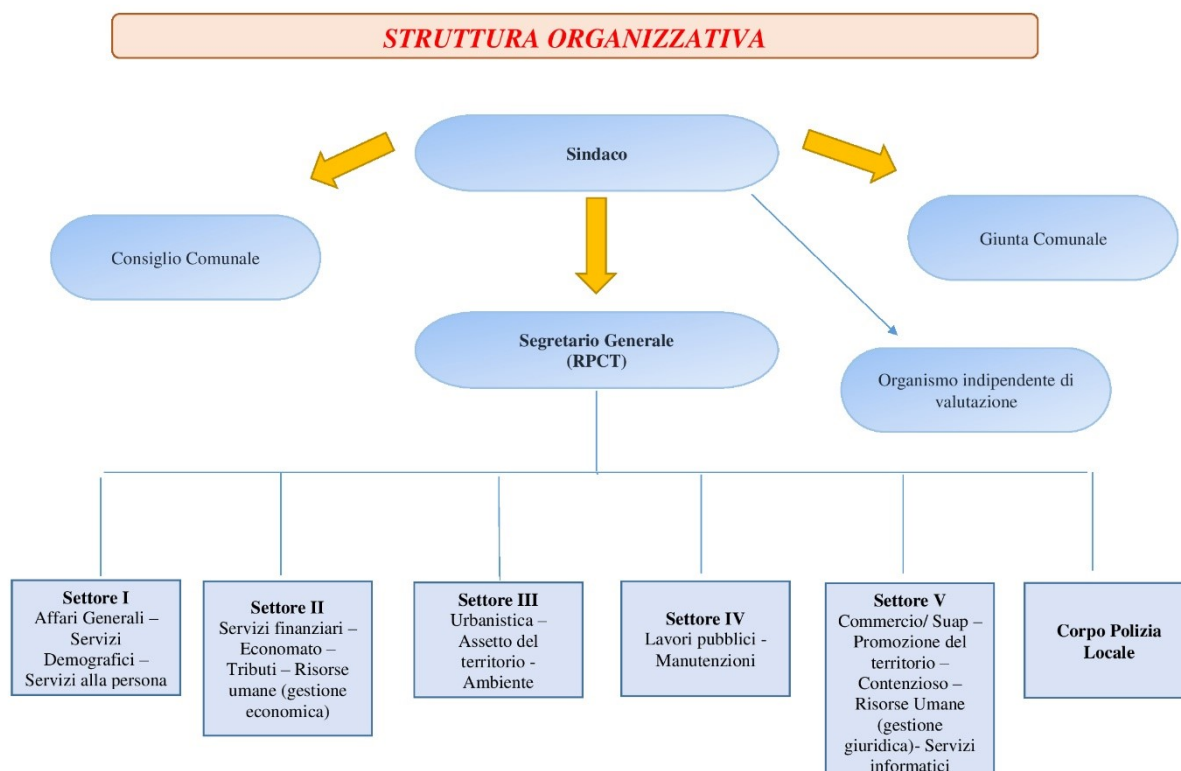 STRUTTURA ORGANIZZATIVA
Sindaco
Consiglio Comunale
Giunta Comunale
Segretario Generale
(RPCT)
Organismo indipendente di
valutazione
Settore I
Affari Generali –
Servizi
Demografici –
Servizi alla persona
Settore II
Servizi finanziari –
Economato –
Tributi – Risorse
umane (gestione
economica)
Settore III
Urbanistica –
Assetto del
territorio -
Ambiente
Settore IV
Lavori pubblici -
Manutenzioni
Settore V
Commercio/ Suap –
Promozione del
territorio –
Contenzioso –
Risorse Umane
(gestione
giuridica)- Servizi
informatici
Corpo Polizia
Locale